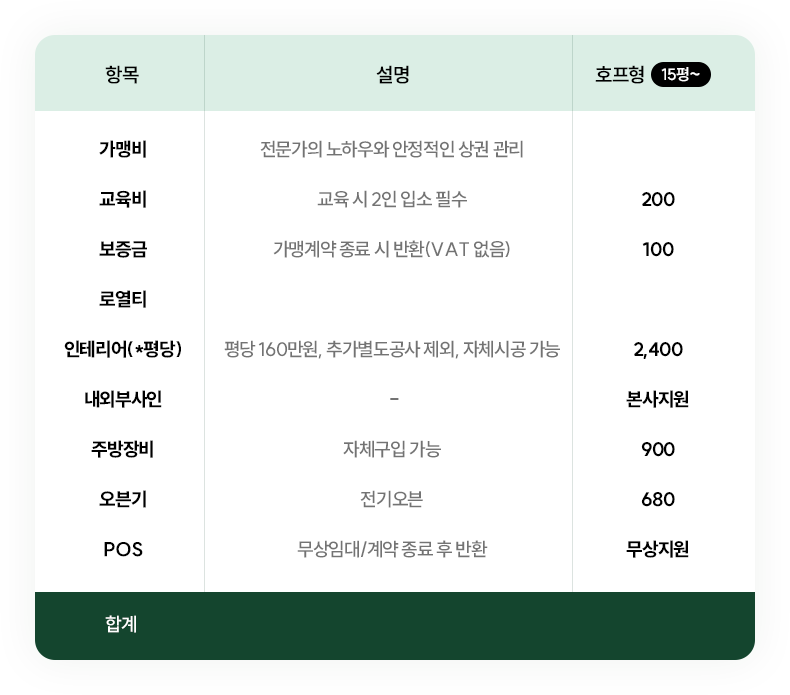 항목 설명 호프형 15평~
가맹비 전문가의 노하우와 안정적인 상권 관리
교육비 교육 시 2인 입소 필수 200
보증금 가맹계약 종료 시 반환(VAT 없음) 100
로열티
인테리어(*평당) 평당 160만원, 추가별도공사 제외, 자체시공 가능 2,400
내외부사인 - 본사지원
주방장비 자체구입 가능 900
오븐기 전기오븐 680
POS 무상임대/계약 종료 후 반환 무상지원
합계